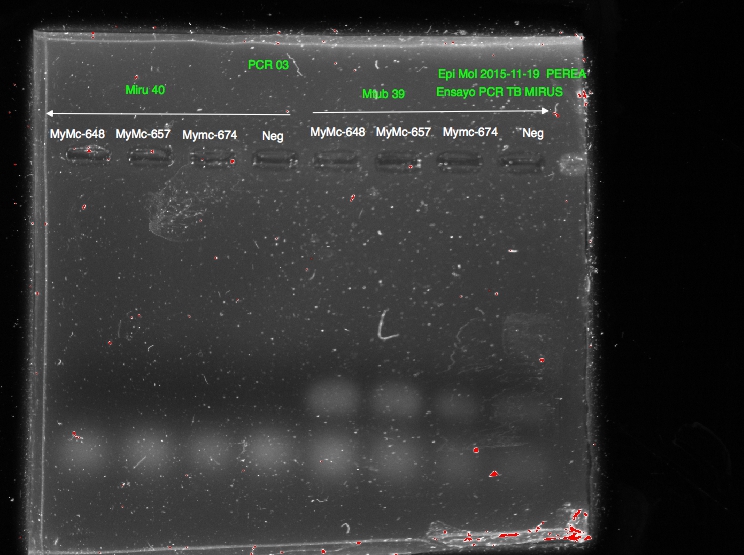 PCR 03
Epi Mol 2015-11-19 PEREA
Miru 40
Mtub 39
Ensayo PCR TB MIRUS
MyMc-648
MyMc-657
Mymc-674
Neg
MyMc-648
MyMc-657
Mymc-674
Neg